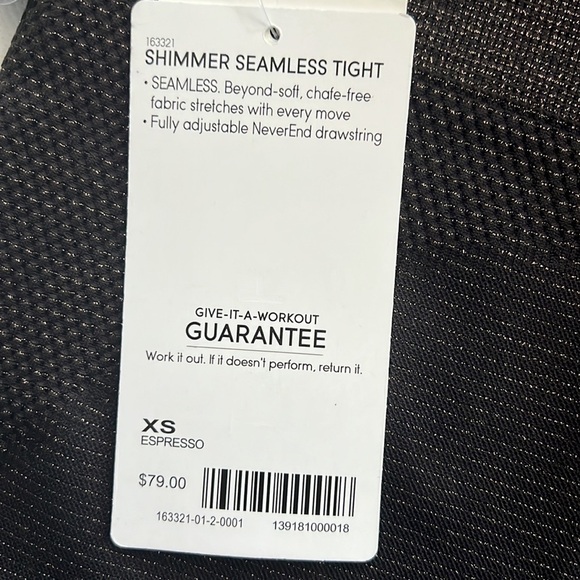 163321
SHIMMER SEAMLESS TIGHT
• SEAMLESS. Beyond-soft, chafe-free
fabric stretches with every move
• Fully adjustable NeverEnd drawstring
GIVE-IT-A-WORKOUT
GUARANTEE
Work it out. If it doesn't perform, return it.
XS
ESPRESSO
$79.00
163321-01-2-0001 139181000018